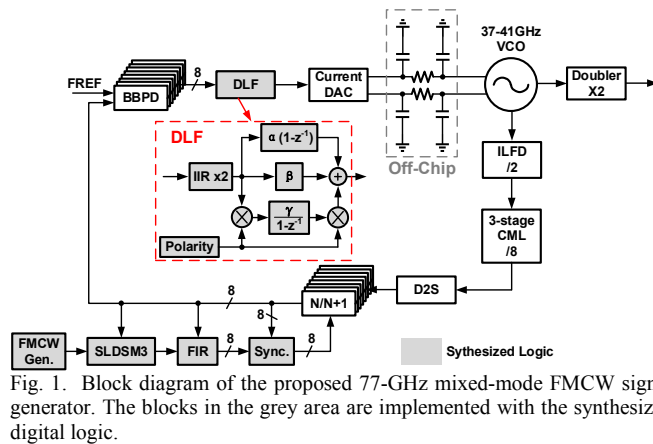 37-41GHz
VCO
FREF
BBPD
8
DLF
Current
DAC
Doubler
X2
DLF
α (1-z⁻¹)
IIR x2
β
γ
1-z⁻¹
Polarity
Off-Chip
ILFD
/2
3-stage
CML
/8
D2S
N/N+1
8
8
FMCW
Gen.
SLDSM3
FIR
8
Sync.
8
Sythesized Logic
Fig. 1. Block diagram of the proposed 77-GHz mixed-mode FMCW sign
generator. The blocks in the grey area are implemented with the synthesiz
digital logic.